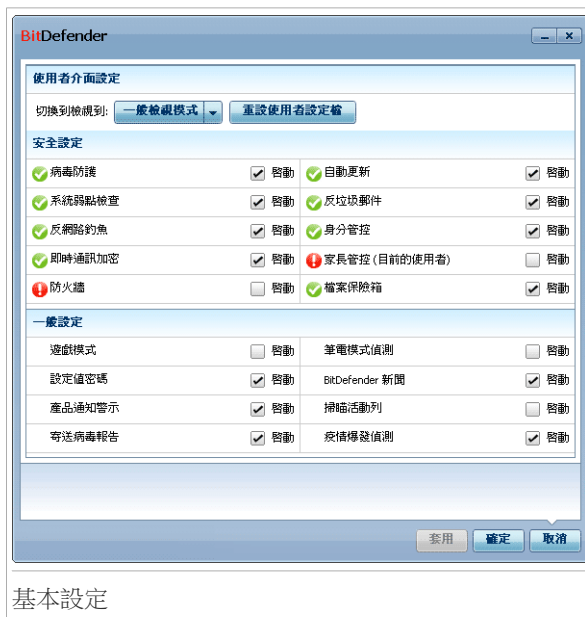 BitDefender
使用者介面設定
切換到檢視到: 一般檢視模式 重設使用者設定檔
安全設定
病毒防護 啓動 自動更新 啓動
系統弱點檢查 啓動 反垃圾郵件 啓動
反網路釣魚 啓動 身分管控 啓動
即時通訊加密 啓動 家長管控 (目前的使用者) 啓動
防火牆 啓動 檔案保險箱 啓動
一般設定
遊戲模式 啓動 筆電模式偵測 啓動
設定值密碼 啓動 BitDefender 新聞 啓動
產品通知警示 啓動 掃瞄活動列 啓動
寄送病毒報告 啓動 疫情爆發偵測 啓動
套用 確定 取消
基本設定